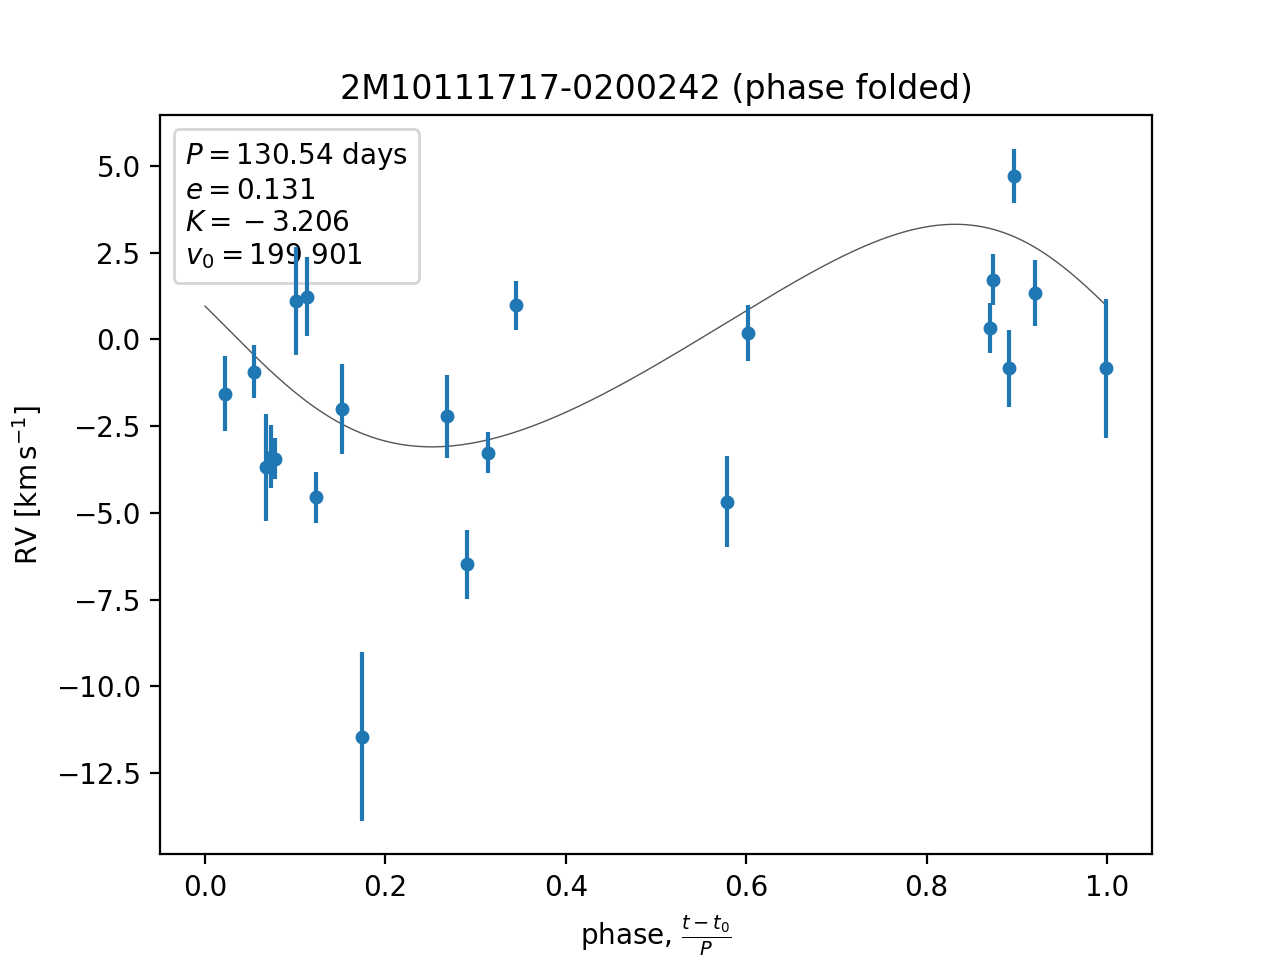 2M10111717-0200242 (phase folded)
P = 130.54 days
e = 0.131
K = −3.206
v₀ = 199.901
5.0
2.5
0.0
−2.5
−5.0
−7.5
−10.0
−12.5
RV [km s⁻¹]
0.0 0.2 0.4 0.6 0.8 1.0
phase, (t − t₀)/P